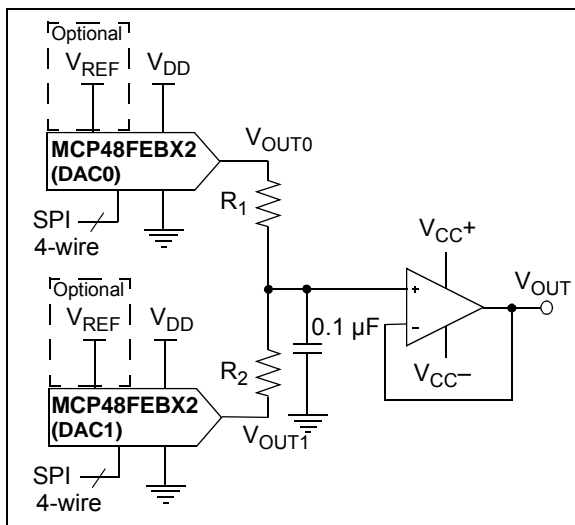 Optional
VREF
VDD
MCP48FEBX2
(DAC0)
VOUT0
SPI
4-wire
R1
VCC+
VOUT
+
–
0.1 µF
VCC–
Optional
VREF
VDD
R2
MCP48FEBX2
(DAC1)
VOUT1
SPI
4-wire